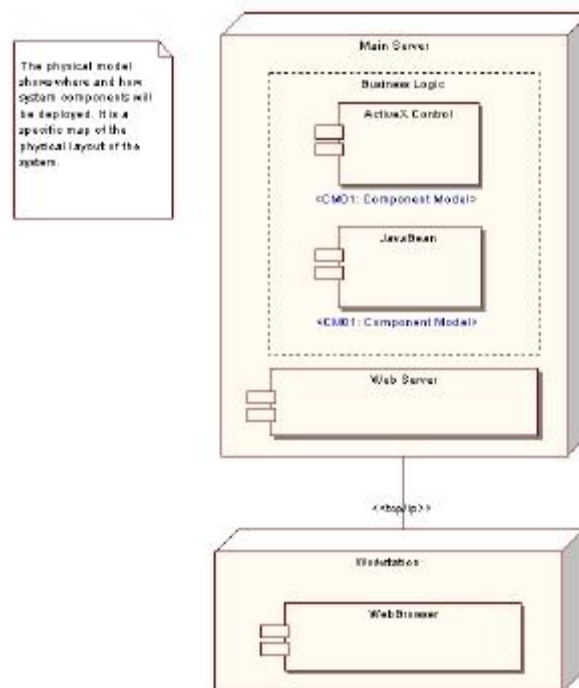 The physical model
shows where and how
system components will
be deployed. It is a
specific map of the
physical layout of the
system.
Main Server
Business Logic
ActiveX Control
<CM01: Component Model>
JavaBean
<CM01: Component Model>
Web Server
<<tcp/ip>>
Workstation
WebBrowser